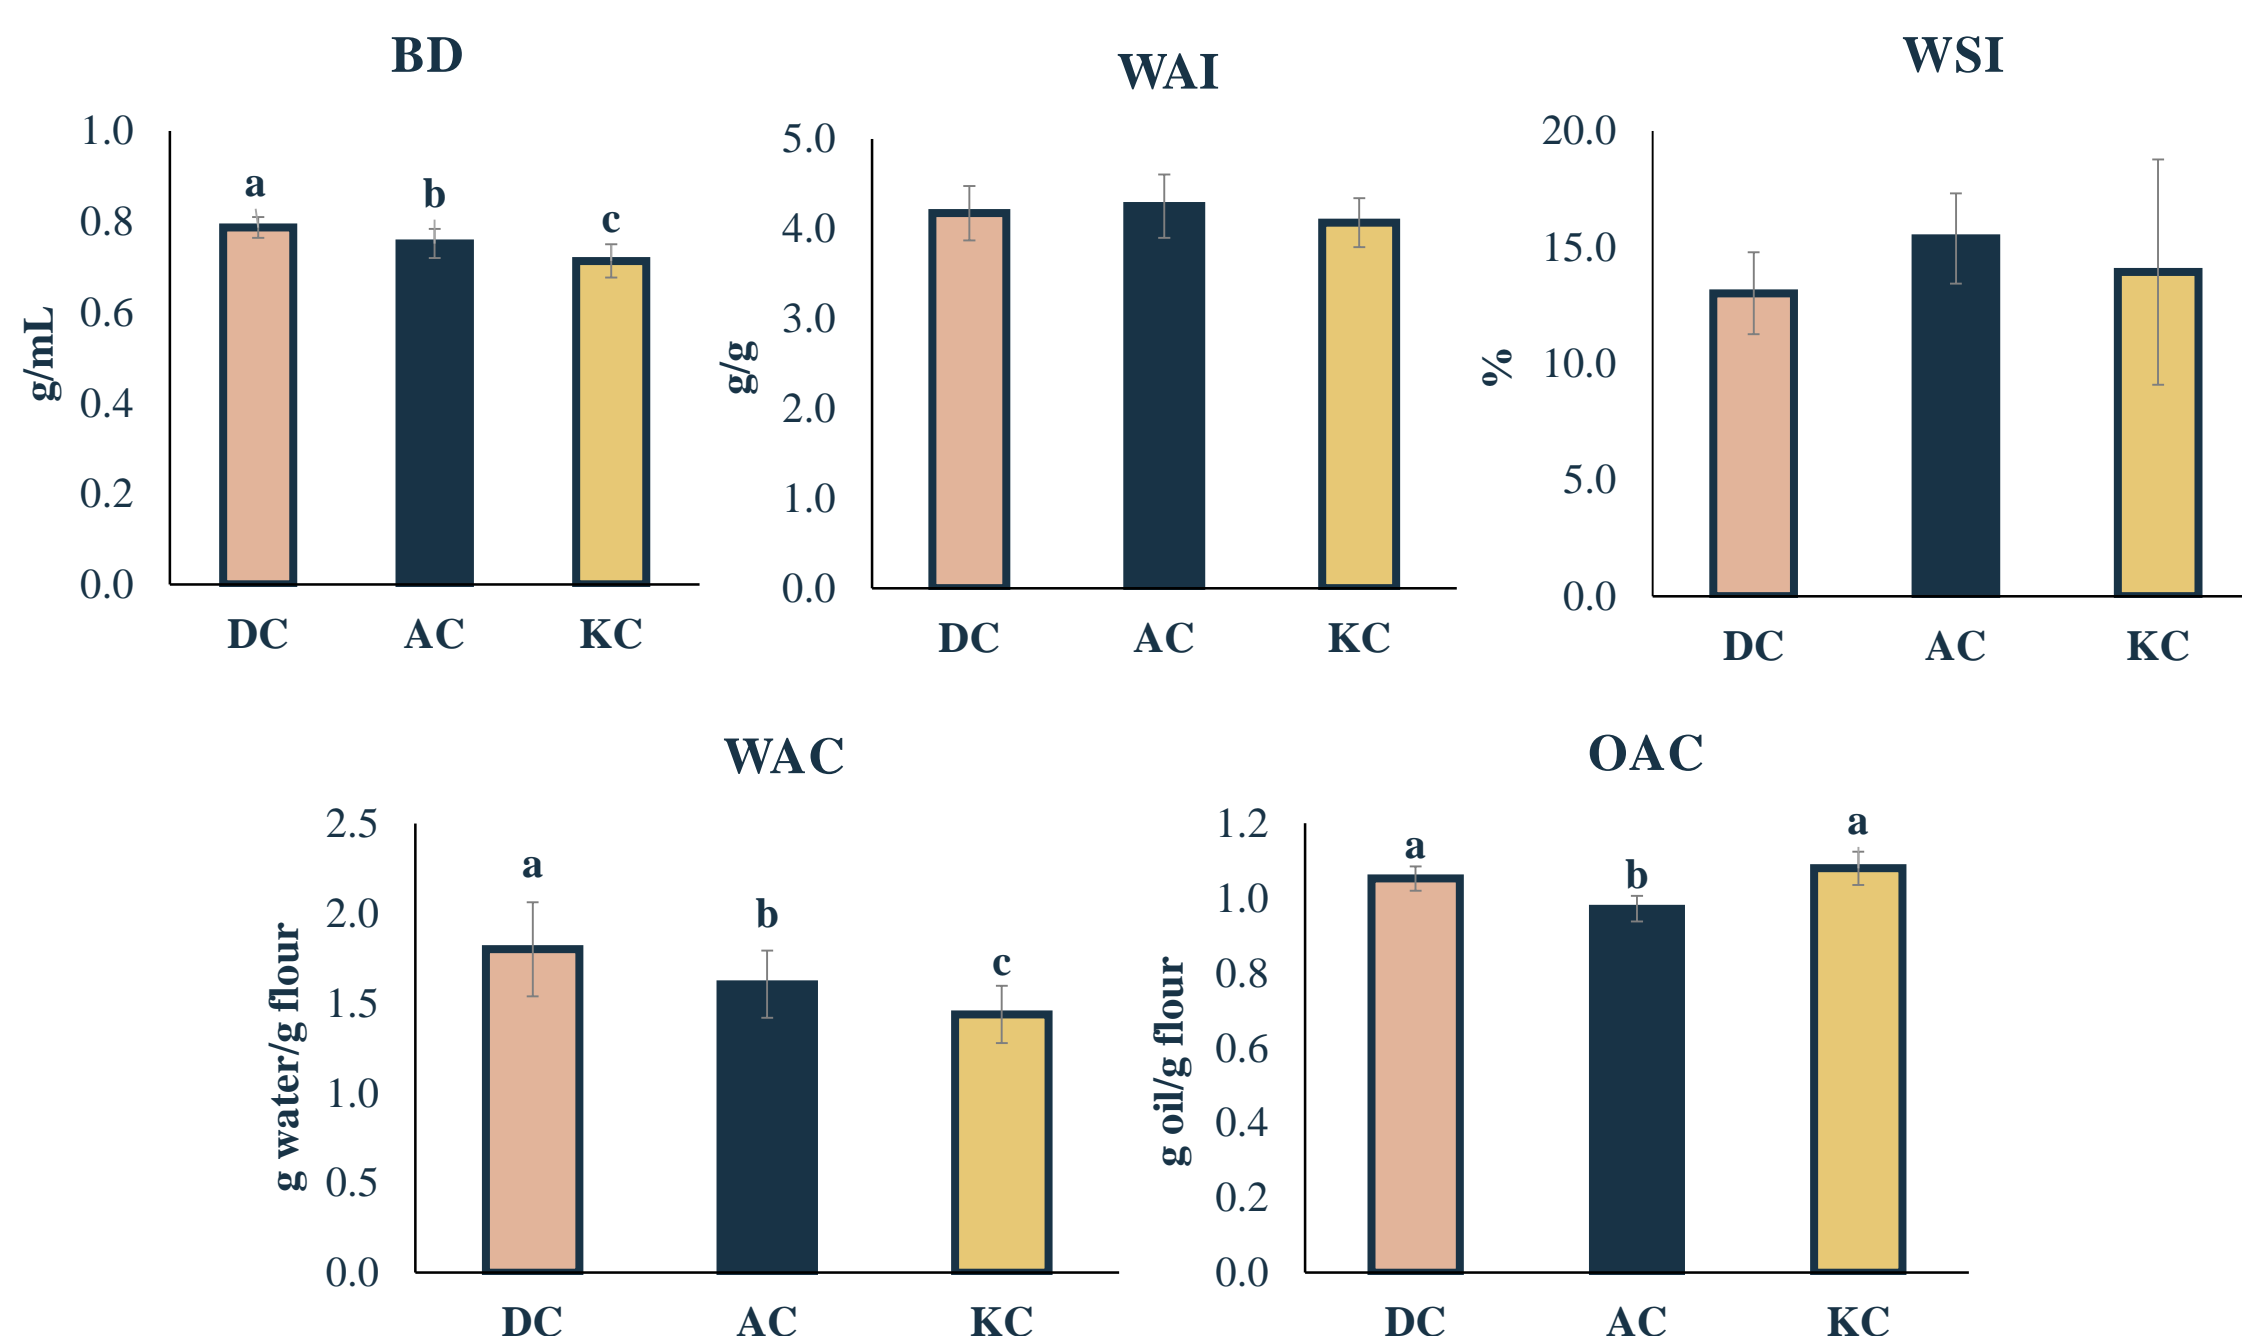 BD
1.0
0.8
0.6
0.4
0.2
0.0
g/mL
a
b
c
DC AC KC
WAI
5.0
4.0
3.0
2.0
1.0
0.0
g/g
DC AC KC
WSI
20.0
15.0
10.0
5.0
0.0
%
DC AC KC
WAC
2.5
2.0
1.5
1.0
0.5
0.0
g water/g flour
a
b
c
DC AC KC
OAC
1.2
1.0
0.8
0.6
0.4
0.2
0.0
g oil/g flour
a
b
a
DC AC KC